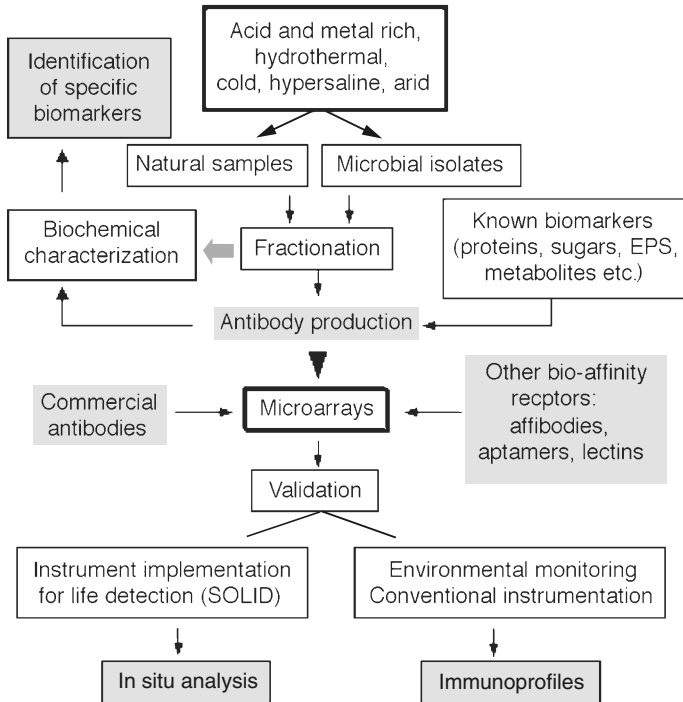 Acid and metal rich,
hydrothermal,
cold, hypersaline, arid
Identification
of specific
biomarkers
Natural samples
Microbial isolates
Biochemical
characterization
Fractionation
Known biomarkers
(proteins, sugars, EPS,
metabolites etc.)
Antibody production
Commercial
antibodies
Microarrays
Other bio-affinity
recptors:
affibodies,
aptamers, lectins
Validation
Instrument implementation
for life detection (SOLID)
Environmental monitoring
Conventional instrumentation
In situ analysis
Immunoprofiles